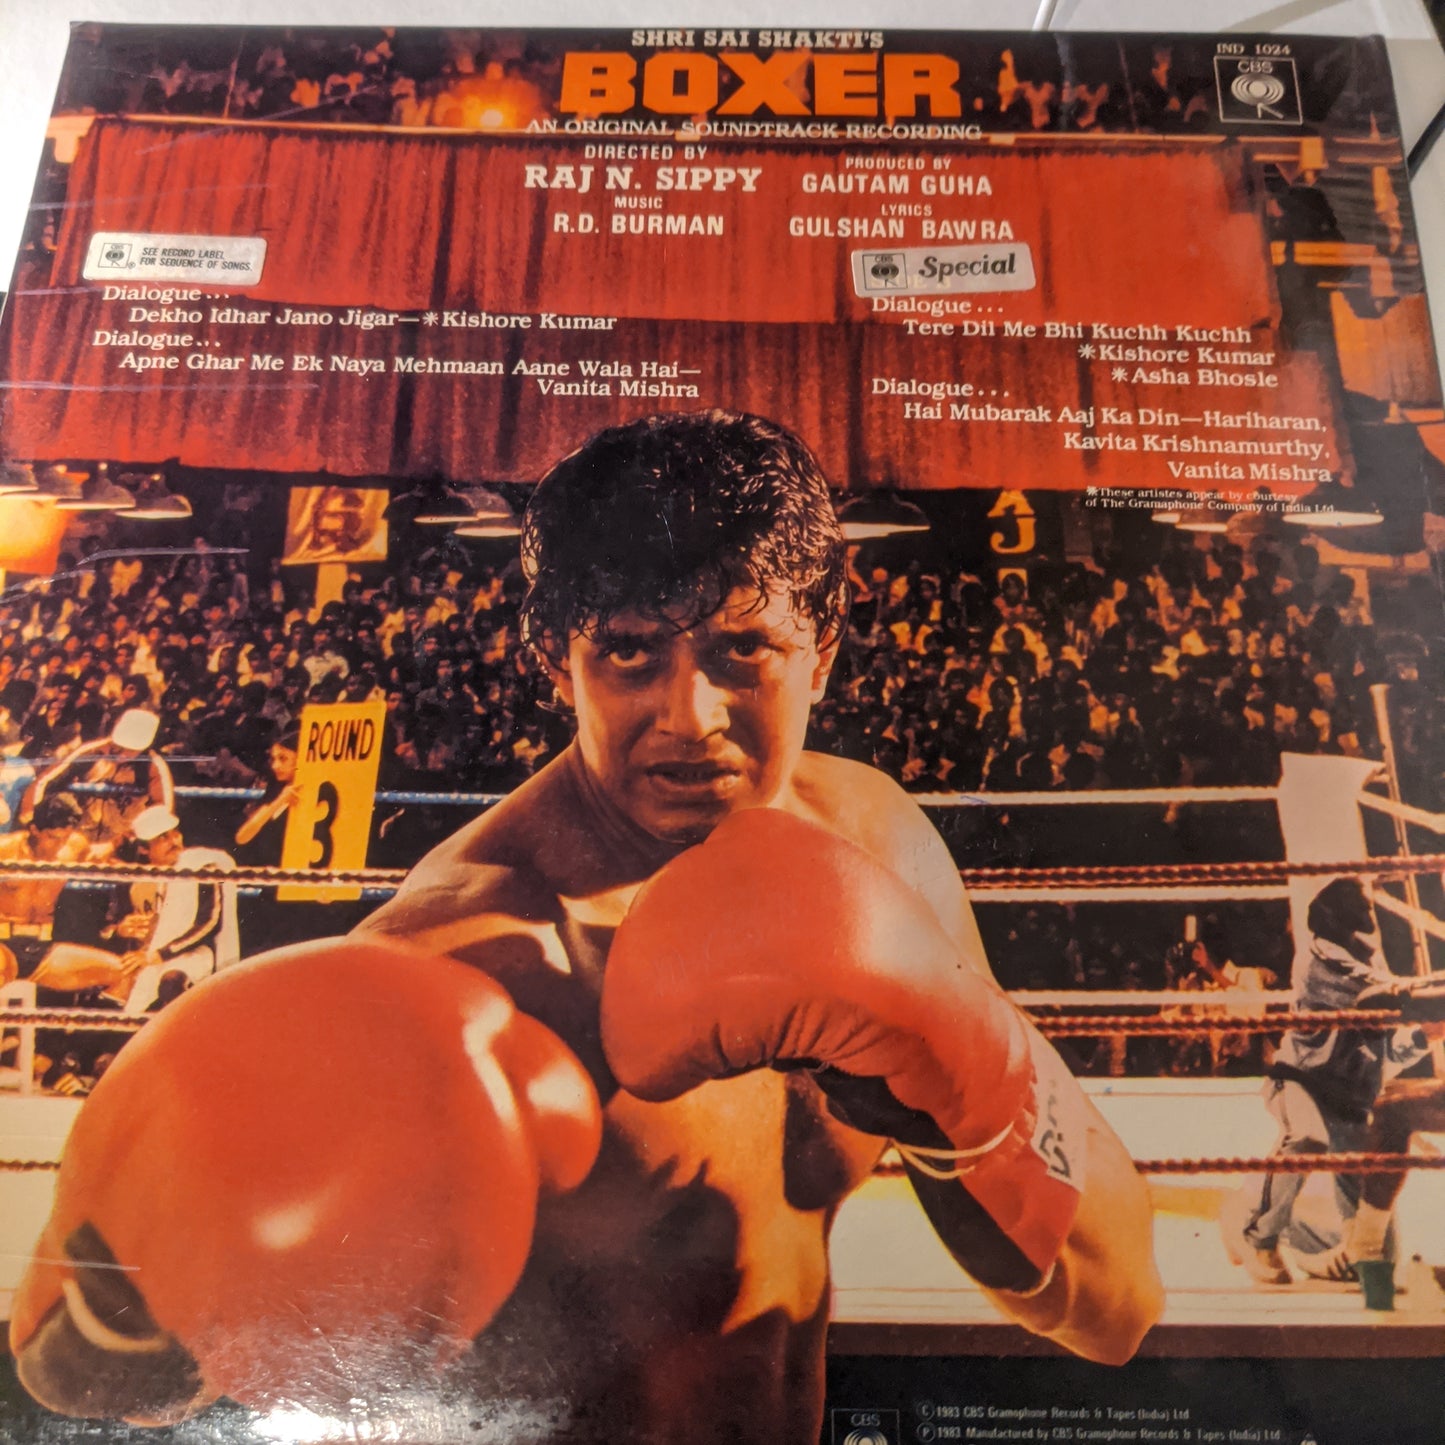 SHRI SAI SHAKTI'S
BOXER
IND 1024
CBS
AN ORIGINAL SOUNDTRACK RECORDING
DIRECTED BY
RAJ N. SIPPY
PRODUCED BY
GAUTAM GUHA
MUSIC
R.D. BURMAN
LYRICS
GULSHAN BAWRA
CBS
SEE RECORD LABEL
FOR SEQUENCE OF SONGS.
Dialogue...
Dekho Idhar Jano Jigar—*Kishore Kumar
Dialogue...
Apne Ghar Me Ek Naya Mehmaan Aane Wala Hai—
Vanita Mishra
CBS
Special
Dialogue...
Tere Dil Me Bhi Kuchh Kuchh
*Kishore Kumar
*Asha Bhosle
Dialogue...
Hai Mubarak Aaj Ka Din—Hariharan,
Kavita Krishnamurthy,
Vanita Mishra
*These artistes appear by courtesy
of The Gramaphone Company of India Ltd.
AJ
ROUND
3
CBS
© 1983 CBS Gramophone Records & Tapes (India) Ltd
℗ 1983 Manufactured by CBS Gramophone Records & Tapes (India) Ltd